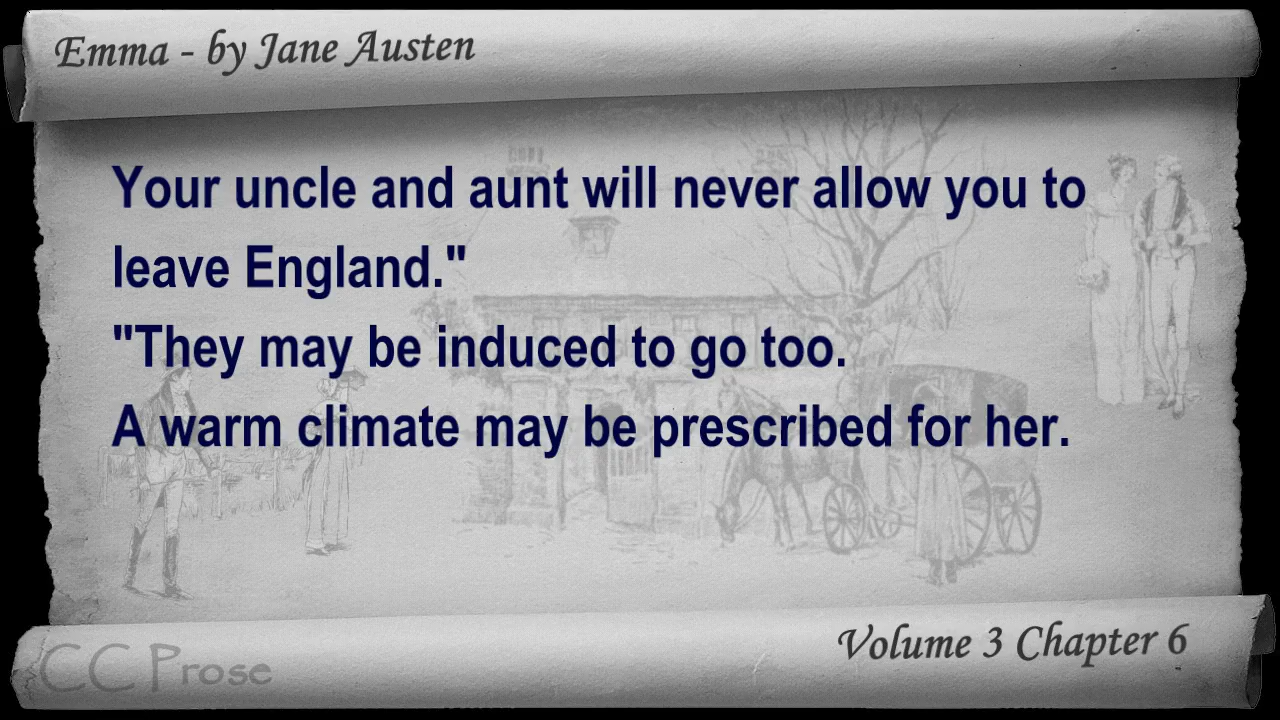 Emma - by Jane Austen
Your uncle and aunt will never allow you to
leave England."
"They may be induced to go too.
A warm climate may be prescribed for her.
Volume 3 Chapter 6
CC Prose